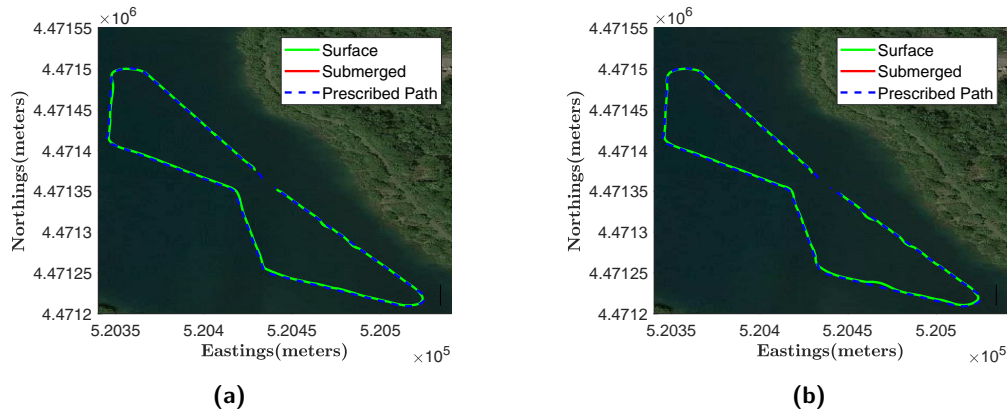 ×10⁶
4.47155
4.4715
4.47145
4.4714
4.47135
4.4713
4.47125
4.4712
Northings(meters)
Surface
Submerged
Prescribed Path
5.2035 5.204 5.2045 5.205
Eastings(meters)
×10⁵
(a)
×10⁶
4.47155
4.4715
4.47145
4.4714
4.47135
4.4713
4.47125
4.4712
Northings(meters)
Surface
Submerged
Prescribed Path
5.2035 5.204 5.2045 5.205
Eastings(meters)
×10⁵
(b)